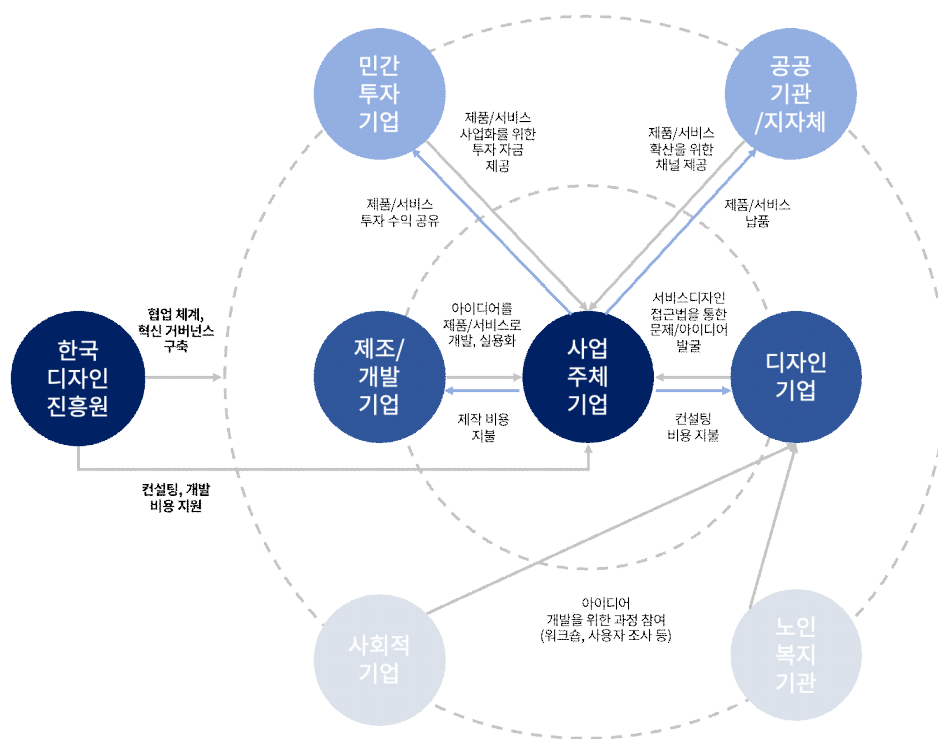 민간
투자
기업
공공
기관
/지자체
제품/서비스
사업화를 위한
투자 자금
제공
제품/서비스
확산을 위한
채널 제공
제품/서비스
투자 수익 공유
제품/서비스
납품
협업 체계,
혁신 거버넌스
구축
한국
디자인
진흥원
제조/
개발
기업
아이디어를
제품/서비스로
개발, 실용화
사업
주체
기업
서비스디자인
접근법을 통한
문제/아이디어
발굴
디자인
기업
제작 비용
지불
컨설팅
비용 지불
컨설팅, 개발
비용 지원
아이디어
개발을 위한 과정 참여
(워크숍, 사용자 조사 등)
사회적
기업
노인
복지
기관